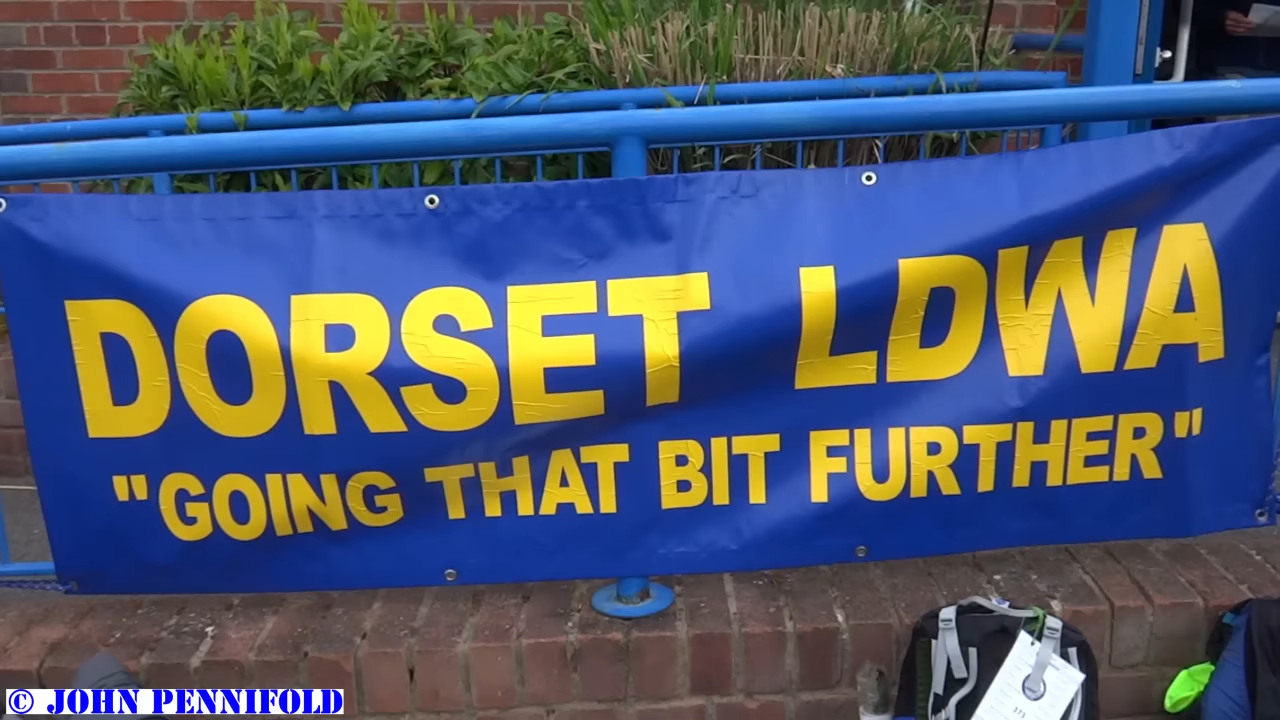 DORSET LDWA
"GOING THAT BIT FURTHER"
© JOHN PENNIFOLD